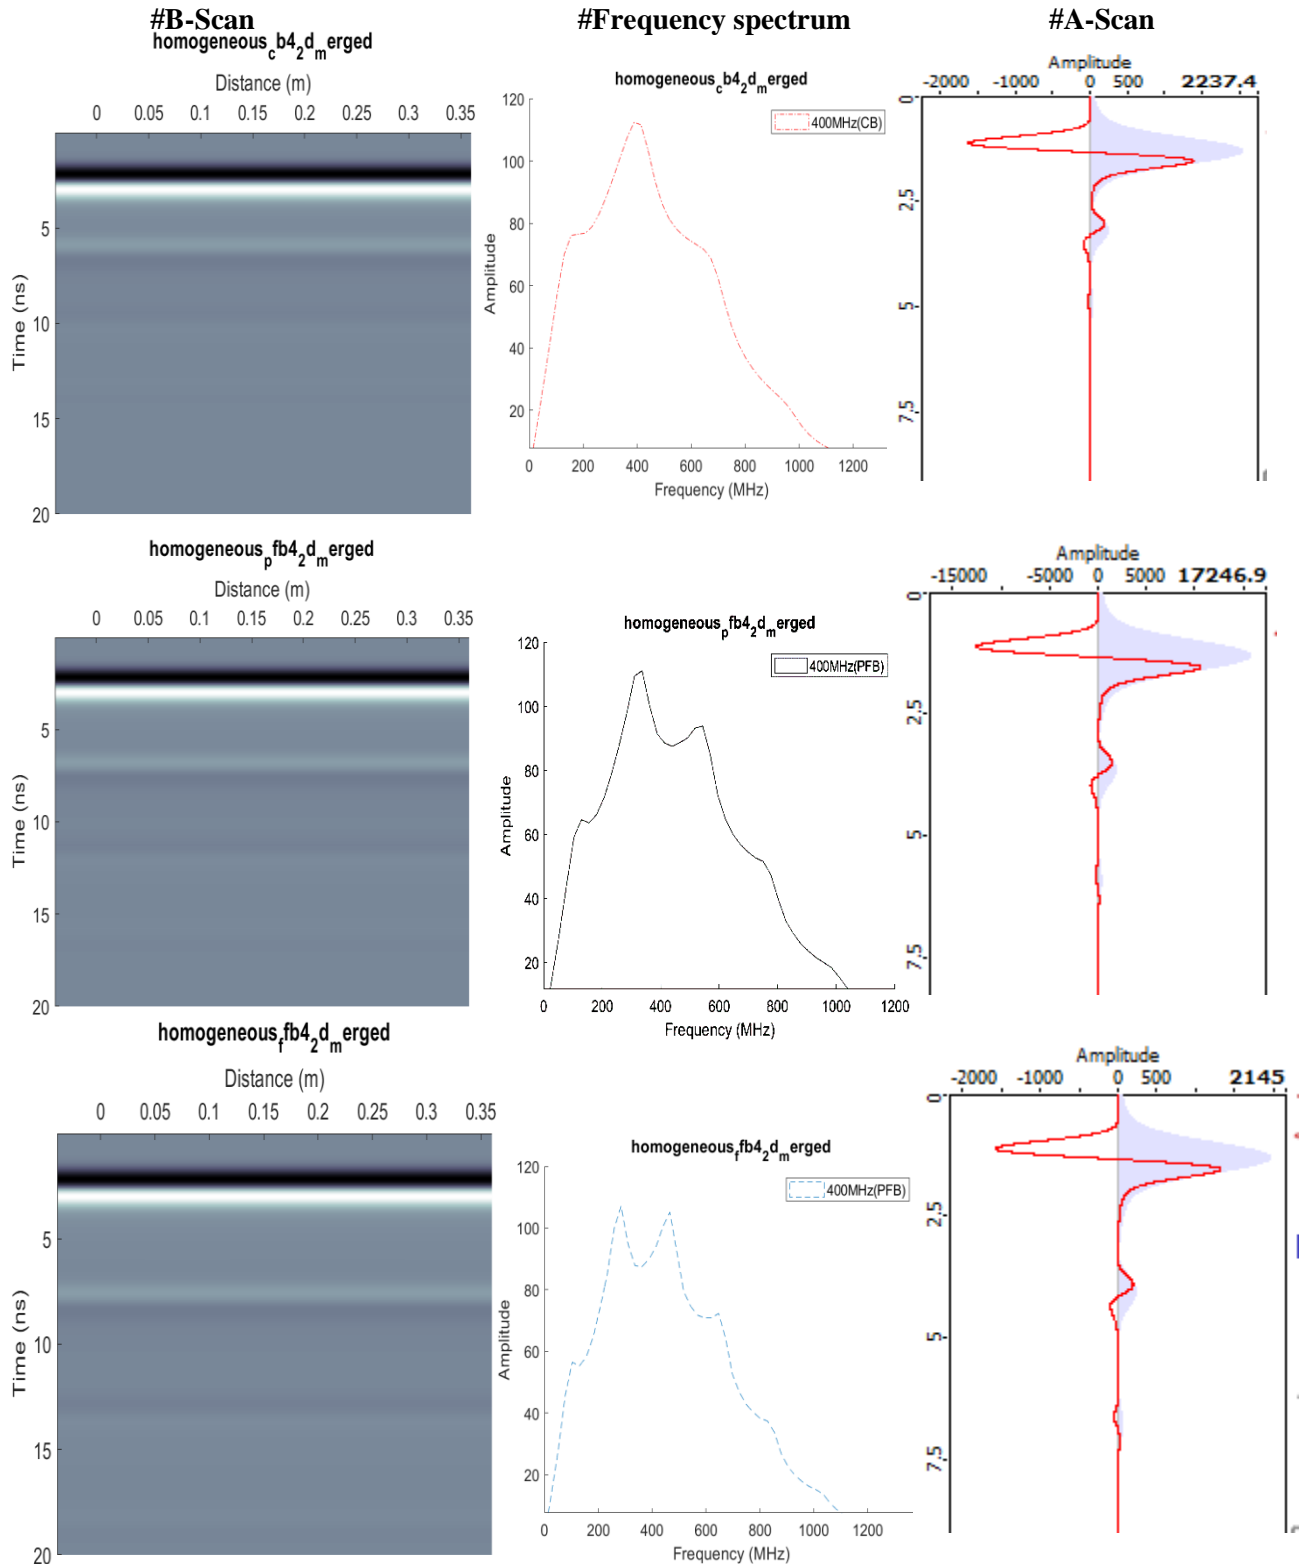 #B-Scan #Frequency spectrum #A-Scan
homogeneous_cb4_2d_merged
Distance (m)
0 0.05 0.1 0.15 0.2 0.25 0.3 0.35
Time (ns)
5
10
15
20
homogeneous_cb4_2d_merged
400MHz(CB)
Amplitude
120
100
80
60
40
20
0 200 400 600 800 1000 1200
Frequency (MHz)
Amplitude
-2000 -1000 0 500 2237.4
0
2.5
5
7.5
homogeneous_pfb4_2d_merged
Distance (m)
0 0.05 0.1 0.15 0.2 0.25 0.3 0.35
Time (ns)
5
10
15
20
homogeneous_pfb4_2d_merged
400MHz(PFB)
Amplitude
120
100
80
60
40
20
0 200 400 600 800 1000 1200
Frequency (MHz)
Amplitude
-15000 -5000 0 5000 17246.9
0
2.5
5
7.5
homogeneous_ffb4_2d_merged
Distance (m)
0 0.05 0.1 0.15 0.2 0.25 0.3 0.35
Time (ns)
5
10
15
20
homogeneous_ffb4_2d_merged
400MHz(PFB)
Amplitude
120
100
80
60
40
20
0 200 400 600 800 1000 1200
Frequency (MHz)
Amplitude
-2000 -1000 0 500 2145
0
2.5
5
7.5